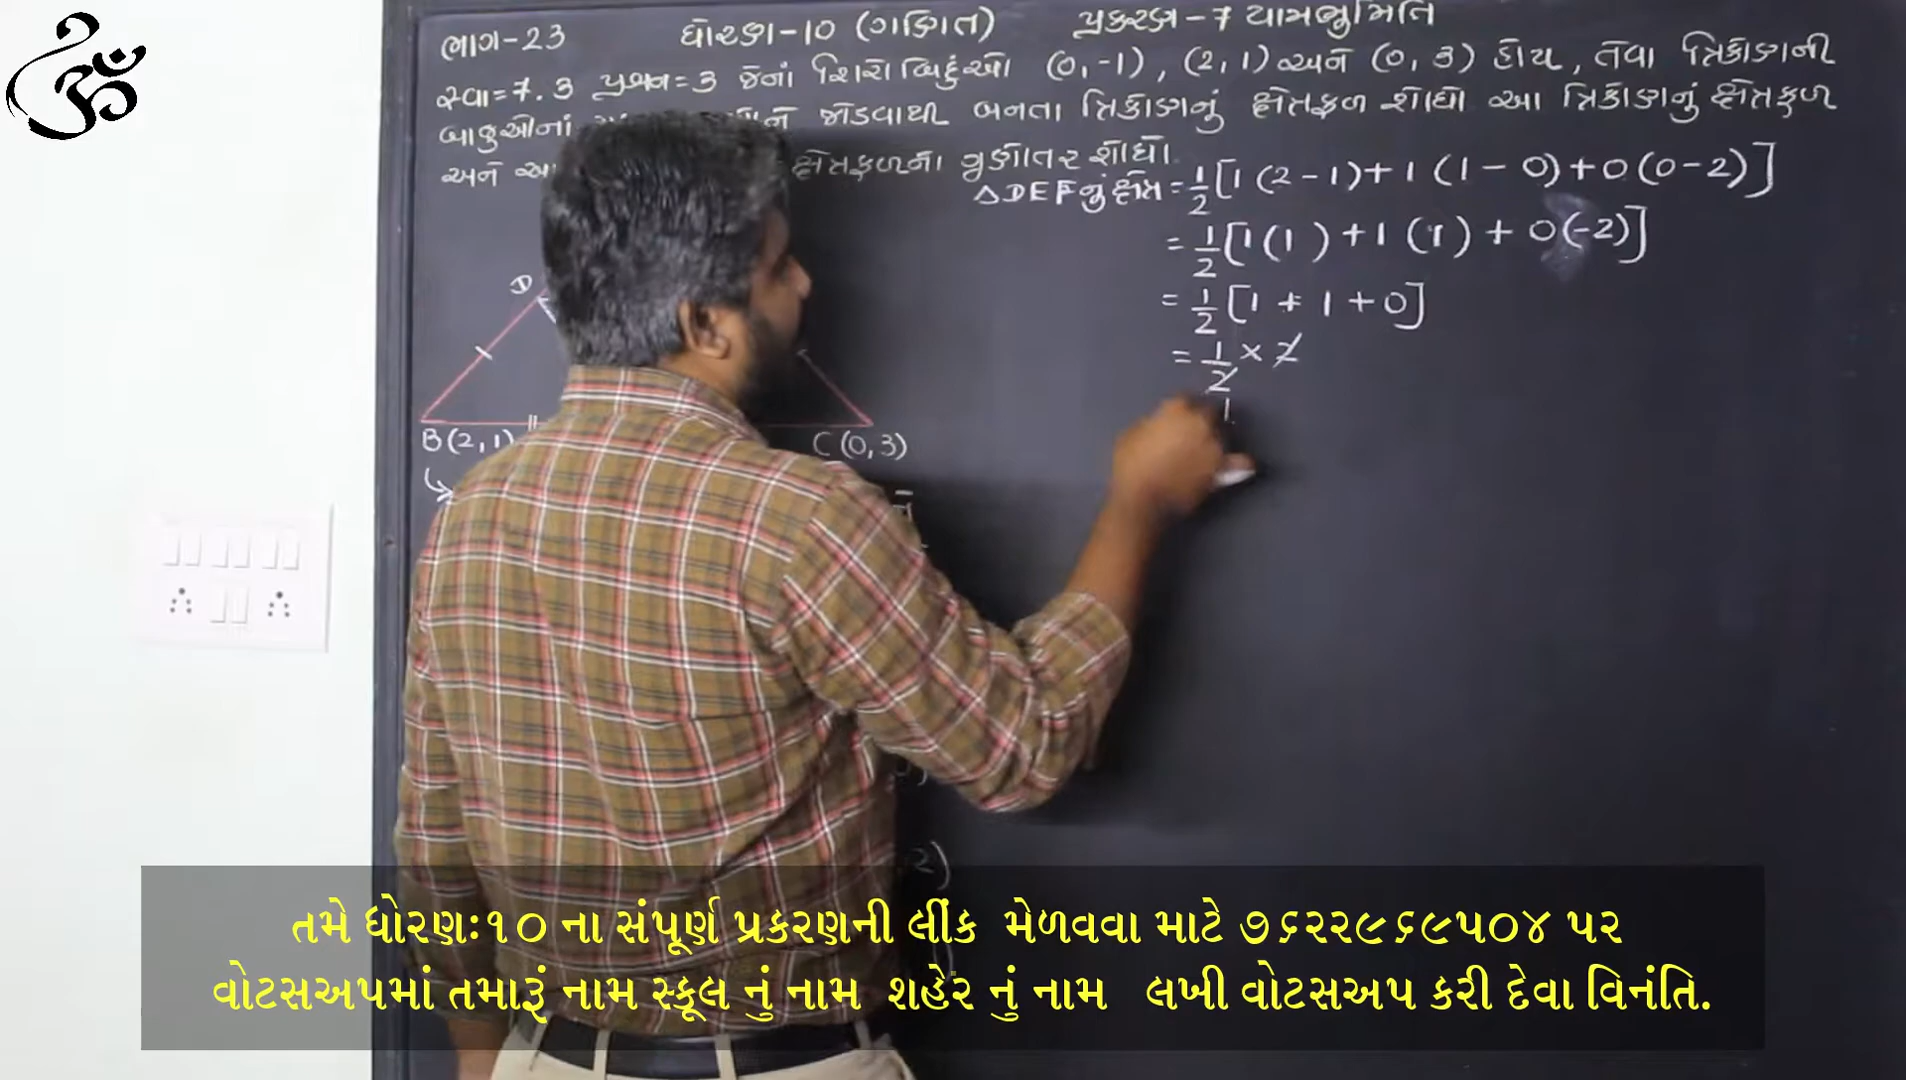 ભાગ-23 ધોરણ-10 (ગણિત) પ્રકરણ-7 યામભૂમિતિ
સ્વા=7.3 પ્રશ્ન=3 જેનાં શિરોબિંદુઓ (0,-1), (2,1) અને (0,3) હોય, તેવા ત્રિકોણની
બાજુઓનાં જોડવાથી બનતા ત્રિકોણનું ક્ષેત્રફળ શોધો આ ત્રિકોણનું ક્ષેત્રફળ
અને આ ક્ષેત્રફળનો ગુણોતર શોધો.
△DEF નું ક્ષેત્ર = 1/2 [1(2-1)+1(1-0)+0(0-2)]
= 1/2 [1(1)+1(1)+0(-2)]
= 1/2 [1+1+0]
= 1/2 × 2
1
D
B(2,1)
C(0,3)
તમે ધોરણઃ૧૦ ના સંપૂર્ણ પ્રકરણની લીંક મેળવવા માટે ૭૬૨૨૯૬૯૫૦૪ પર
વોટસઅપમાં તમારૂં નામ સ્કૂલ નું નામ શહેર નું નામ લખી વોટસઅપ કરી દેવા વિનંતિ.